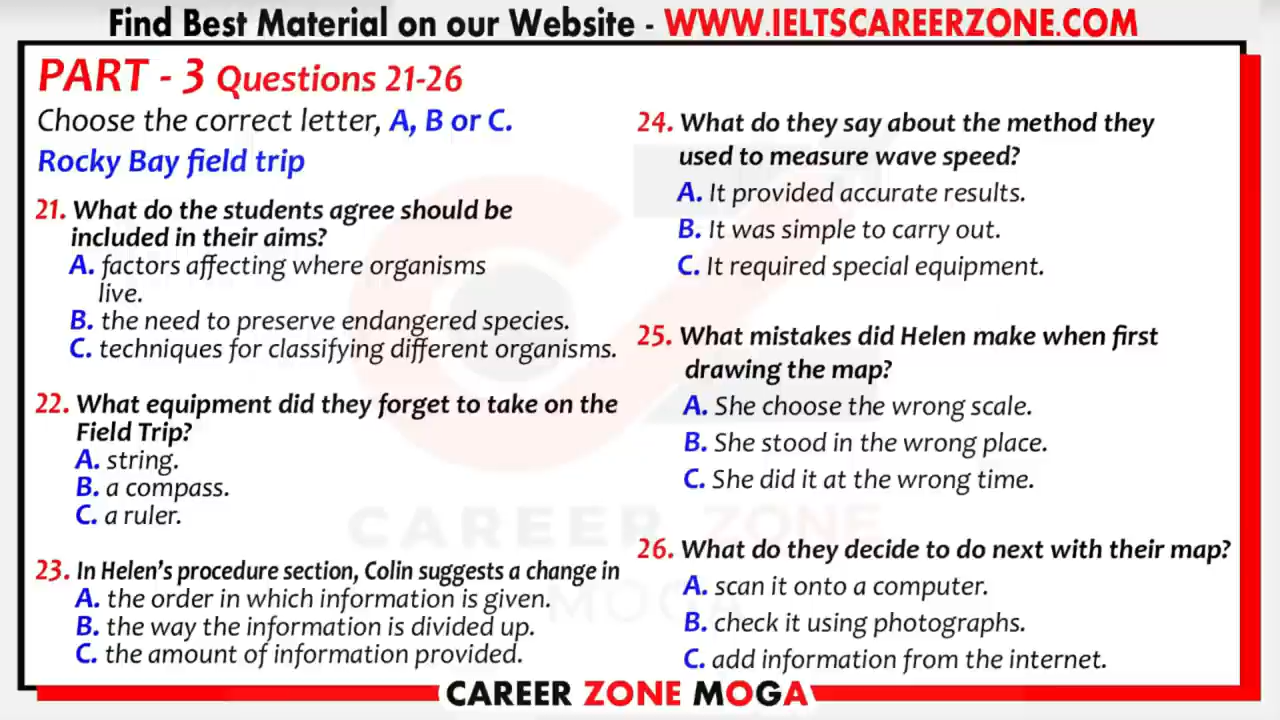 Find Best Material on our Website - WWW.IELTSCAREERZONE.COM
PART - 3 Questions 21-26
Choose the correct letter, A, B or C.
Rocky Bay field trip
21. What do the students agree should be
included in their aims?
A. factors affecting where organisms
live.
B. the need to preserve endangered species.
C. techniques for classifying different organisms.
22. What equipment did they forget to take on the
Field Trip?
A. string.
B. a compass.
C. a ruler.
23. In Helen's procedure section, Colin suggests a change in
A. the order in which information is given.
B. the way the information is divided up.
C. the amount of information provided.
24. What do they say about the method they
used to measure wave speed?
A. It provided accurate results.
B. It was simple to carry out.
C. It required special equipment.
25. What mistakes did Helen make when first
drawing the map?
A. She choose the wrong scale.
B. She stood in the wrong place.
C. She did it at the wrong time.
26. What do they decide to do next with their map?
A. scan it onto a computer.
B. check it using photographs.
C. add information from the internet.
CAREER ZONE
MOGA
CAREER ZONE MOGA